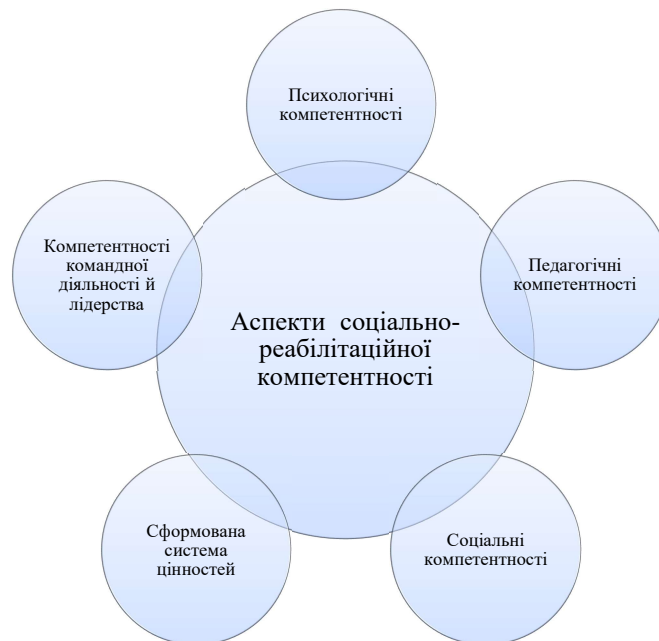 Психологічні
компетентності
Компетентності
командної
діяльності й
лідерства
Педагогічні
компетентності
Аспекти соціально-
реабілітаційної
компетентності
Сформована
система
цінностей
Соціальні
компетентності